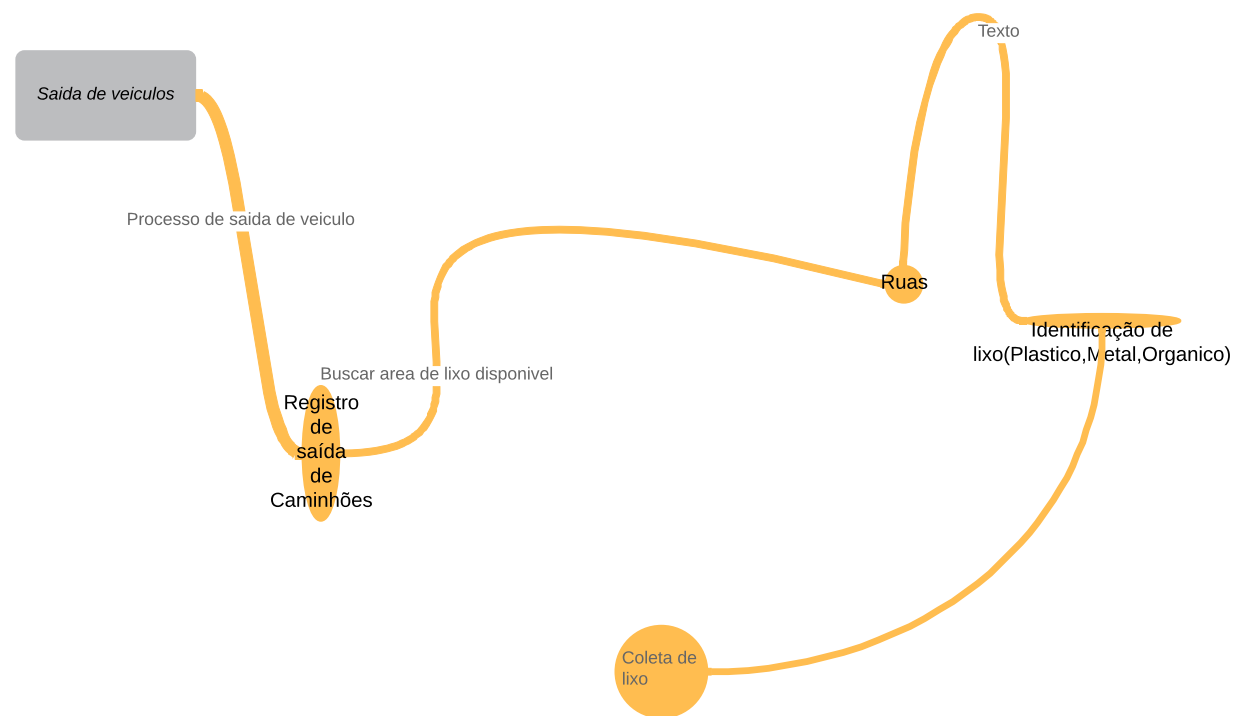 Texto
Saida de veiculos
Processo de saida de veiculo
Ruas
Identificação de
lixo(Plastico,Metal,Organico)
Buscar area de lixo disponivel
Registro
de
saída
de
Caminhões
Coleta de
lixo